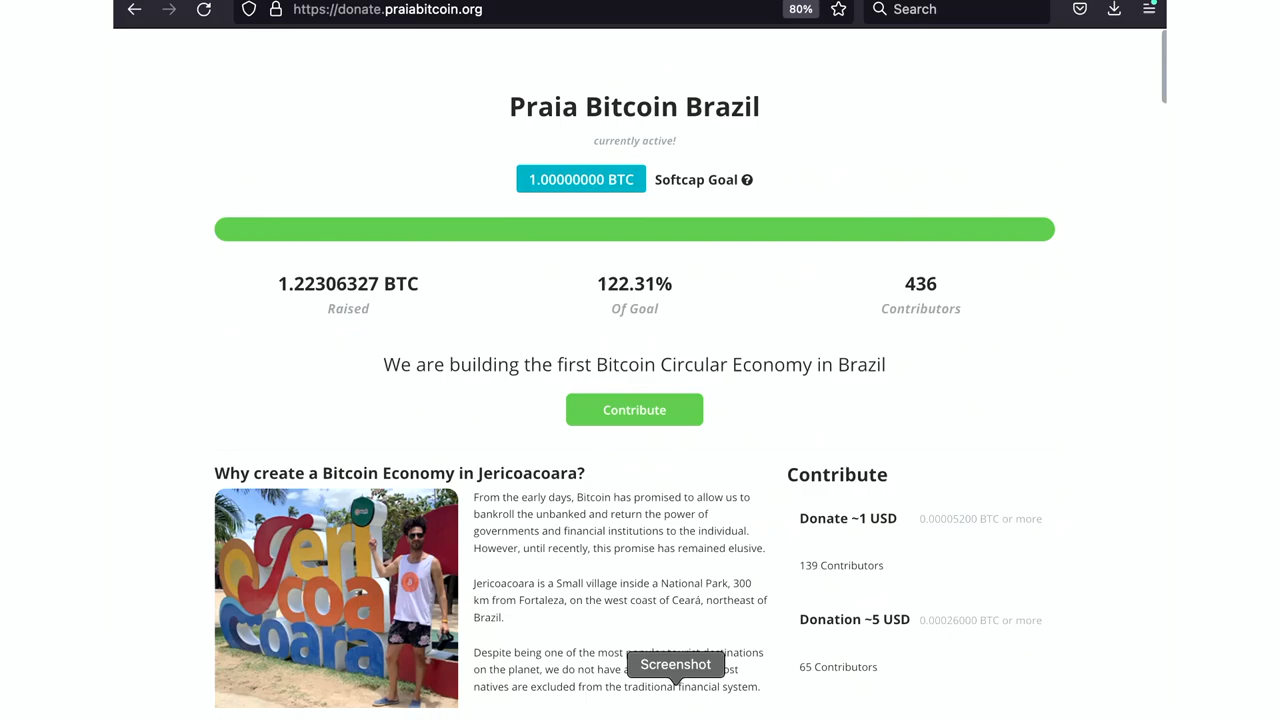 https://donate.praiabitcoin.org
80%
Search
Praia Bitcoin Brazil
currently active!
1.00000000 BTC Softcap Goal
1.22306327 BTC
Raised
122.31%
Of Goal
436
Contributors
We are building the first Bitcoin Circular Economy in Brazil
Contribute
Why create a Bitcoin Economy in Jericoacoara?
Jeri
coa
coara
From the early days, Bitcoin has promised to allow us to
bankroll the unbanked and return the power of
governments and financial institutions to the individual.
However, until recently, this promise has remained elusive.
Jericoacoara is a Small village inside a National Park, 300
km from Fortaleza, on the west coast of Ceará, northeast of
Brazil.
Despite being one of the most
on the planet, we do not have
natives are excluded from the traditional financial system.
Screenshot
Contribute
Donate ~1 USD 0.00005200 BTC or more
139 Contributors
Donation ~5 USD 0.00026000 BTC or more
65 Contributors